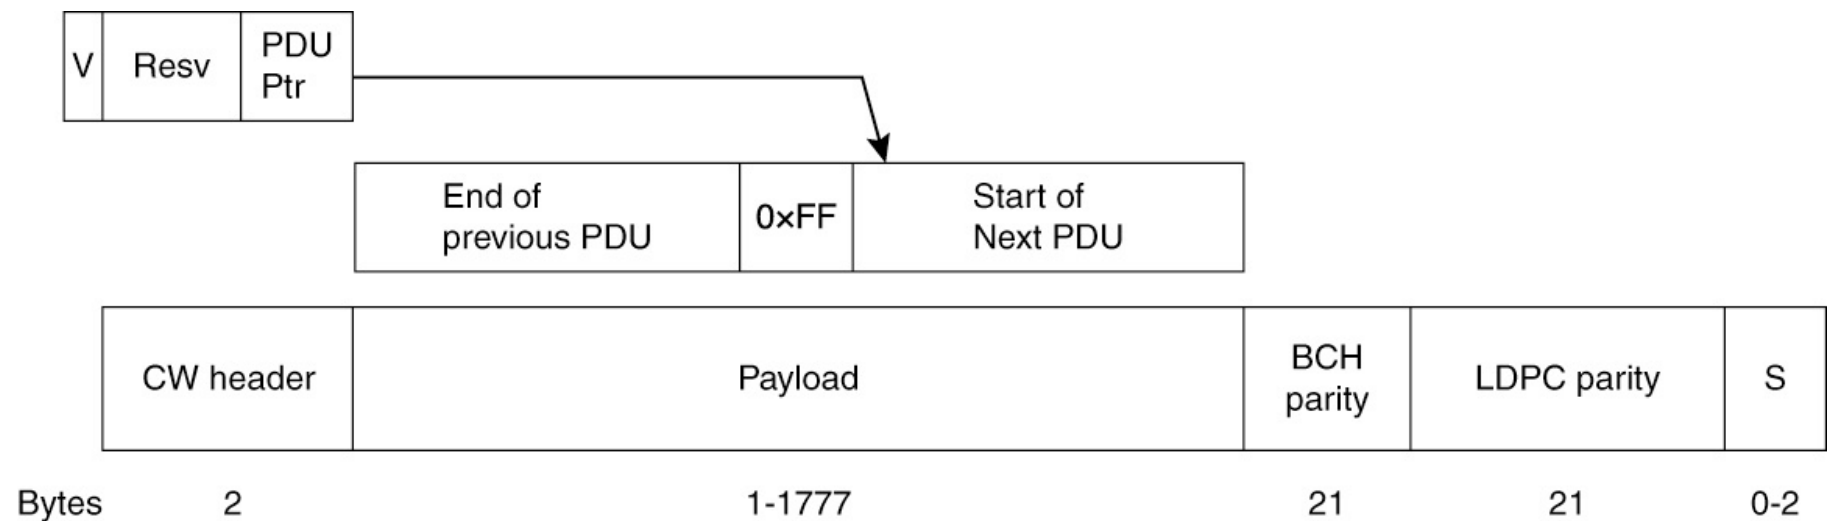 V
Resv
PDU
Ptr
End of
previous PDU
0×FF
Start of
Next PDU
CW header
Payload
BCH
parity
LDPC parity
S
Bytes
2
1-1777
21
21
0-2